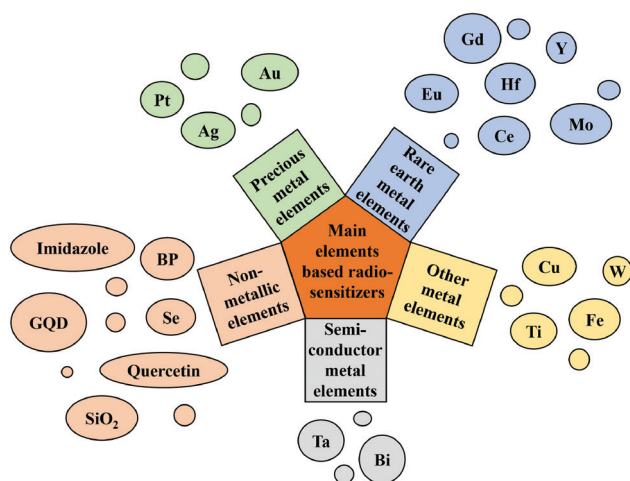 Gd
Y
Au
Pt
Eu
Hf
Ag
Ce
Mo
Precious
metal
elements
Rare
earth
metal
elements
Main
elements
based radio-
sensitizers
Imidazole
BP
Non-
metallic
elements
Other
metal
elements
Cu
W
GQD
Se
Ti
Fe
Semi-
conductor
metal
elements
Quercetin
SiO₂
Ta
Bi